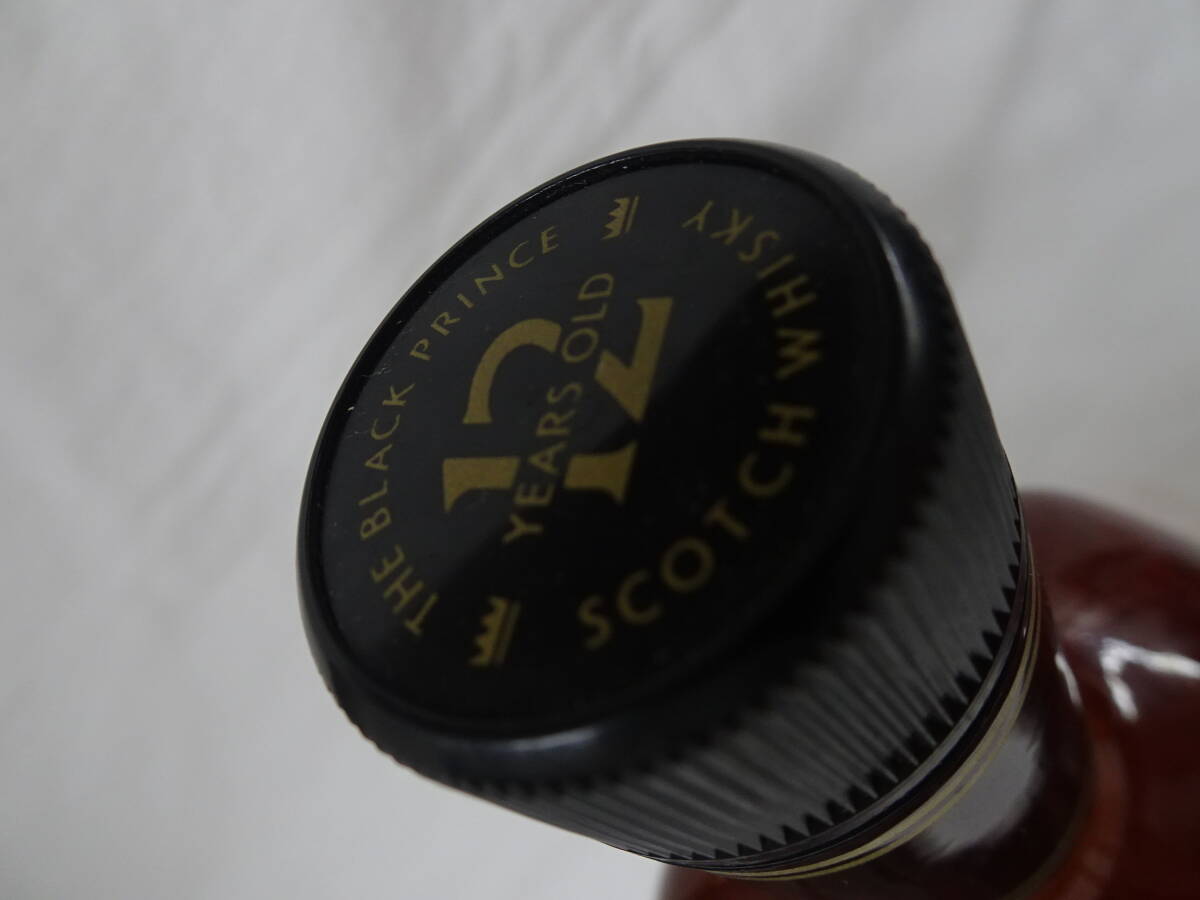 THE BLACK PRINCE
12
YEARS OLD
SCOTCH WHISKY